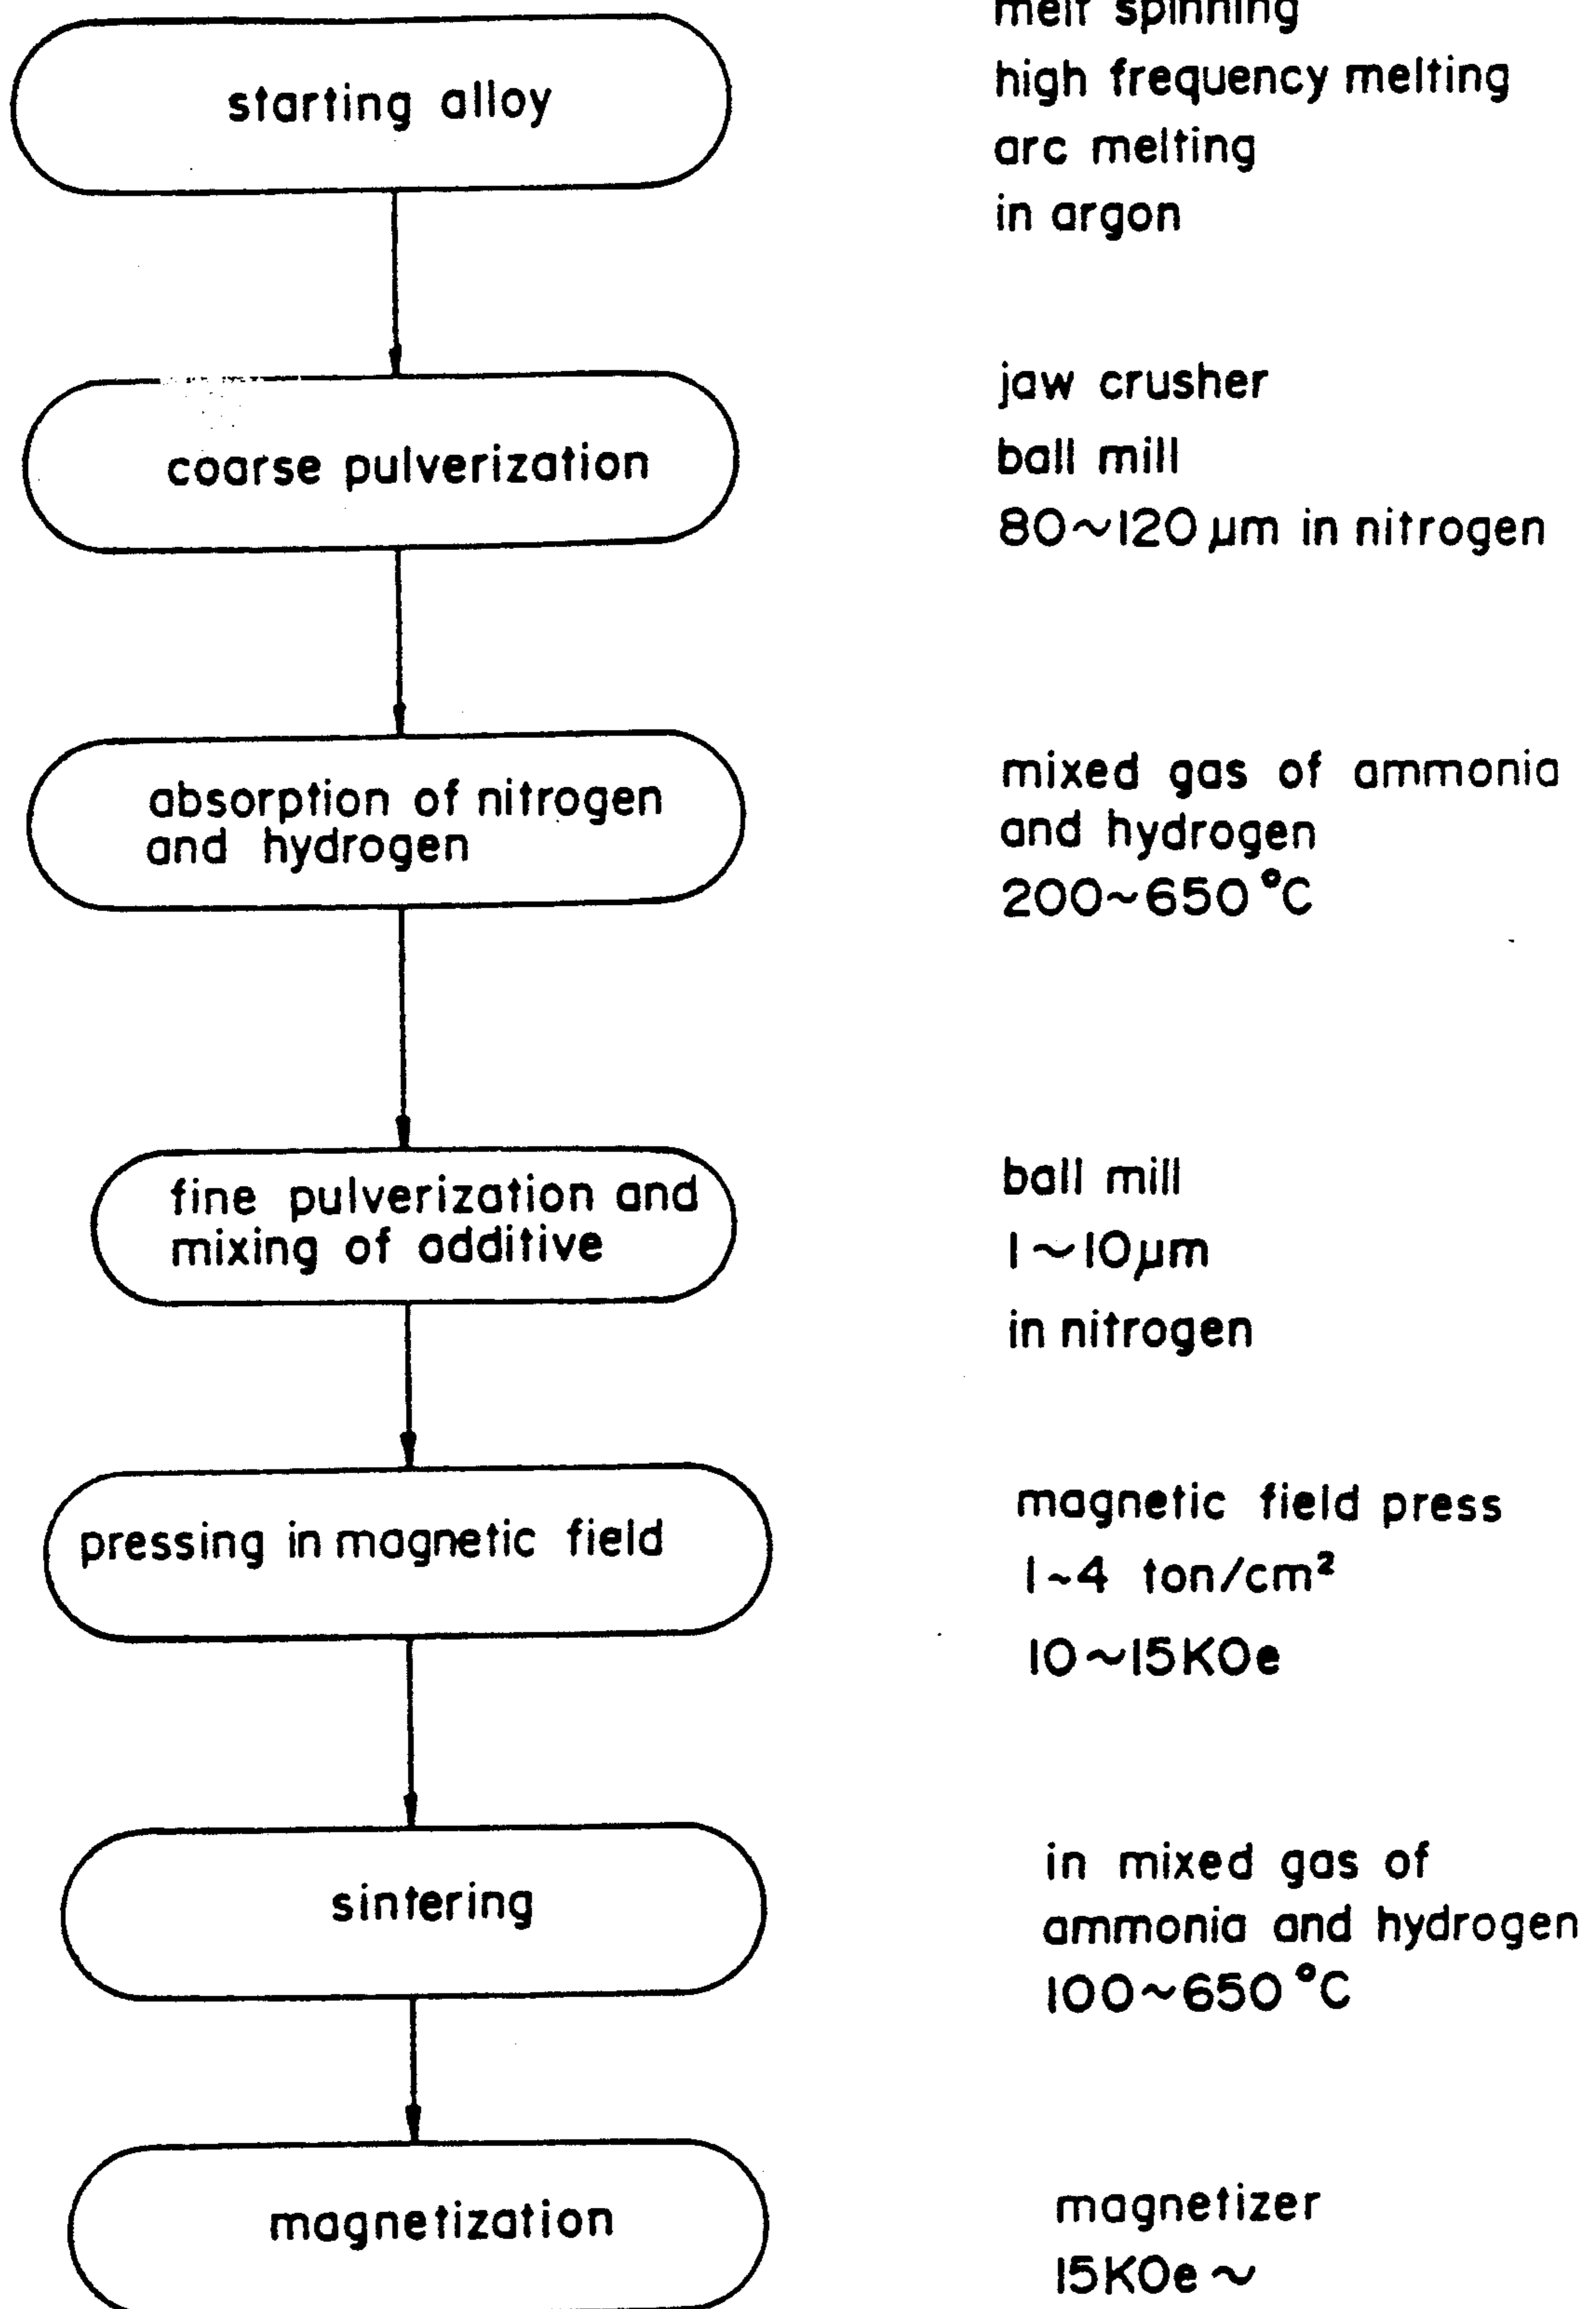 melt spinning
starting alloy
high frequency melting
arc melting
in argon
coarse pulverization
jaw crusher
ball mill
80~120 μm in nitrogen
absorption of nitrogen
and hydrogen
mixed gas of ammonia
and hydrogen
200~650 °C
fine pulverization and
mixing of additive
ball mill
1~10μm
in nitrogen
pressing in magnetic field
magnetic field press
1~4 ton/cm²
10~15KOe
sintering
in mixed gas of
ammonia and hydrogen
100~650 °C
magnetization
magnetizer
15KOe~